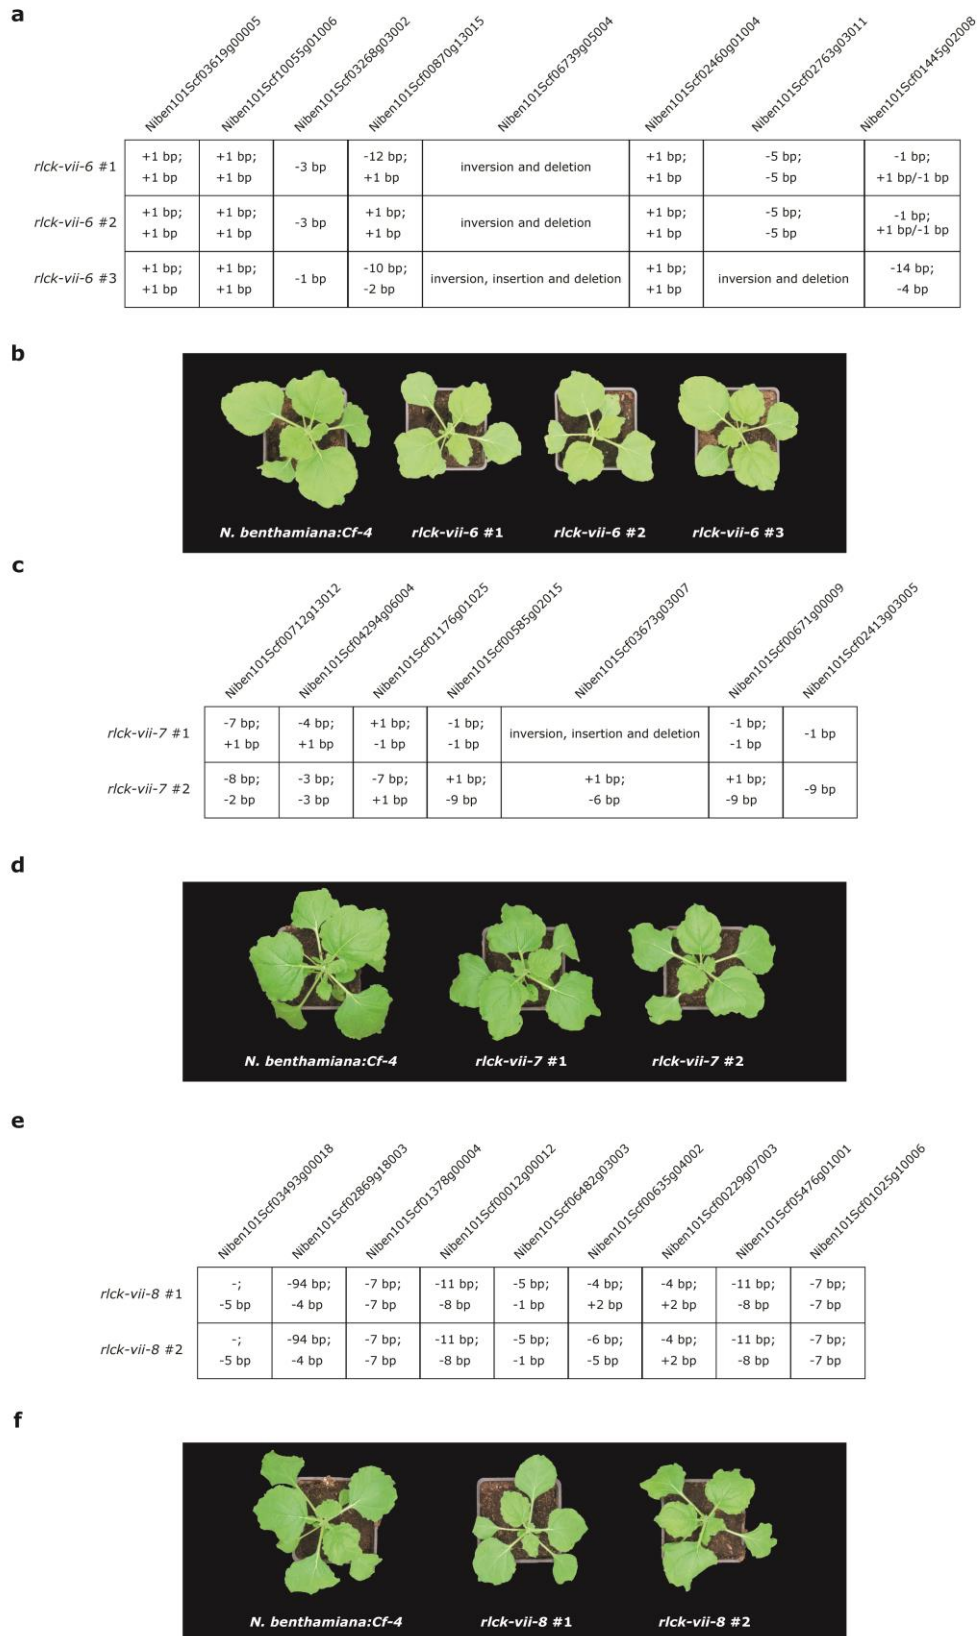 a
Niben101Scf03619g00005
Niben101Scf10055g01006
Niben101Scf03268g03002
Niben101Scf00870g13015
Niben101Scf06739g05004
Niben101Scf02460g01004
Niben101Scf02763g03011
Niben101Scf01445g02008
rlck-vii-6 #1
+1 bp;
+1 bp
+1 bp;
+1 bp
-3 bp
-12 bp;
+1 bp
inversion and deletion
+1 bp;
+1 bp
-5 bp;
-5 bp
-1 bp;
+1 bp/-1 bp
rlck-vii-6 #2
+1 bp;
+1 bp
+1 bp;
+1 bp
-3 bp
+1 bp;
+1 bp
inversion and deletion
+1 bp;
+1 bp
-5 bp;
-5 bp
-1 bp;
+1 bp/-1 bp
rlck-vii-6 #3
+1 bp;
+1 bp
+1 bp;
+1 bp
-1 bp
-10 bp;
-2 bp
inversion, insertion and deletion
+1 bp;
+1 bp
inversion and deletion
-14 bp;
-4 bp
b
N. benthamiana:Cf-4
rlck-vii-6 #1
rlck-vii-6 #2
rlck-vii-6 #3
c
Niben101Scf00712g13012
Niben101Scf04294g06004
Niben101Scf01176g01025
Niben101Scf00585g02015
Niben101Scf03673g03007
Niben101Scf00671g00009
Niben101Scf02413g03005
rlck-vii-7 #1
-7 bp;
+1 bp
-4 bp;
+1 bp
+1 bp;
-1 bp
-1 bp;
-1 bp
inversion, insertion and deletion
-1 bp;
-1 bp
-1 bp
rlck-vii-7 #2
-8 bp;
-2 bp
-3 bp;
-3 bp
-7 bp;
+1 bp
+1 bp;
-9 bp
+1 bp;
-6 bp
+1 bp;
-9 bp
-9 bp
d
N. benthamiana:Cf-4
rlck-vii-7 #1
rlck-vii-7 #2
e
Niben101Scf03493g00018
Niben101Scf02869g18003
Niben101Scf01378g00004
Niben101Scf00012g00012
Niben101Scf06482g03003
Niben101Scf00635g04002
Niben101Scf00229g07003
Niben101Scf05476g01001
Niben101Scf01025g10006
rlck-vii-8 #1
-;
-5 bp
-94 bp;
-4 bp
-7 bp;
-7 bp
-11 bp;
-8 bp
-5 bp;
-1 bp
-4 bp;
+2 bp
-4 bp;
+2 bp
-11 bp;
-8 bp
-7 bp;
-7 bp
rlck-vii-8 #2
-;
-5 bp
-94 bp;
-4 bp
-7 bp;
-7 bp
-11 bp;
-8 bp
-5 bp;
-1 bp
-6 bp;
-5 bp
-4 bp;
+2 bp
-11 bp;
-8 bp
-7 bp;
-7 bp
f
N. benthamiana:Cf-4
rlck-vii-8 #1
rlck-vii-8 #2